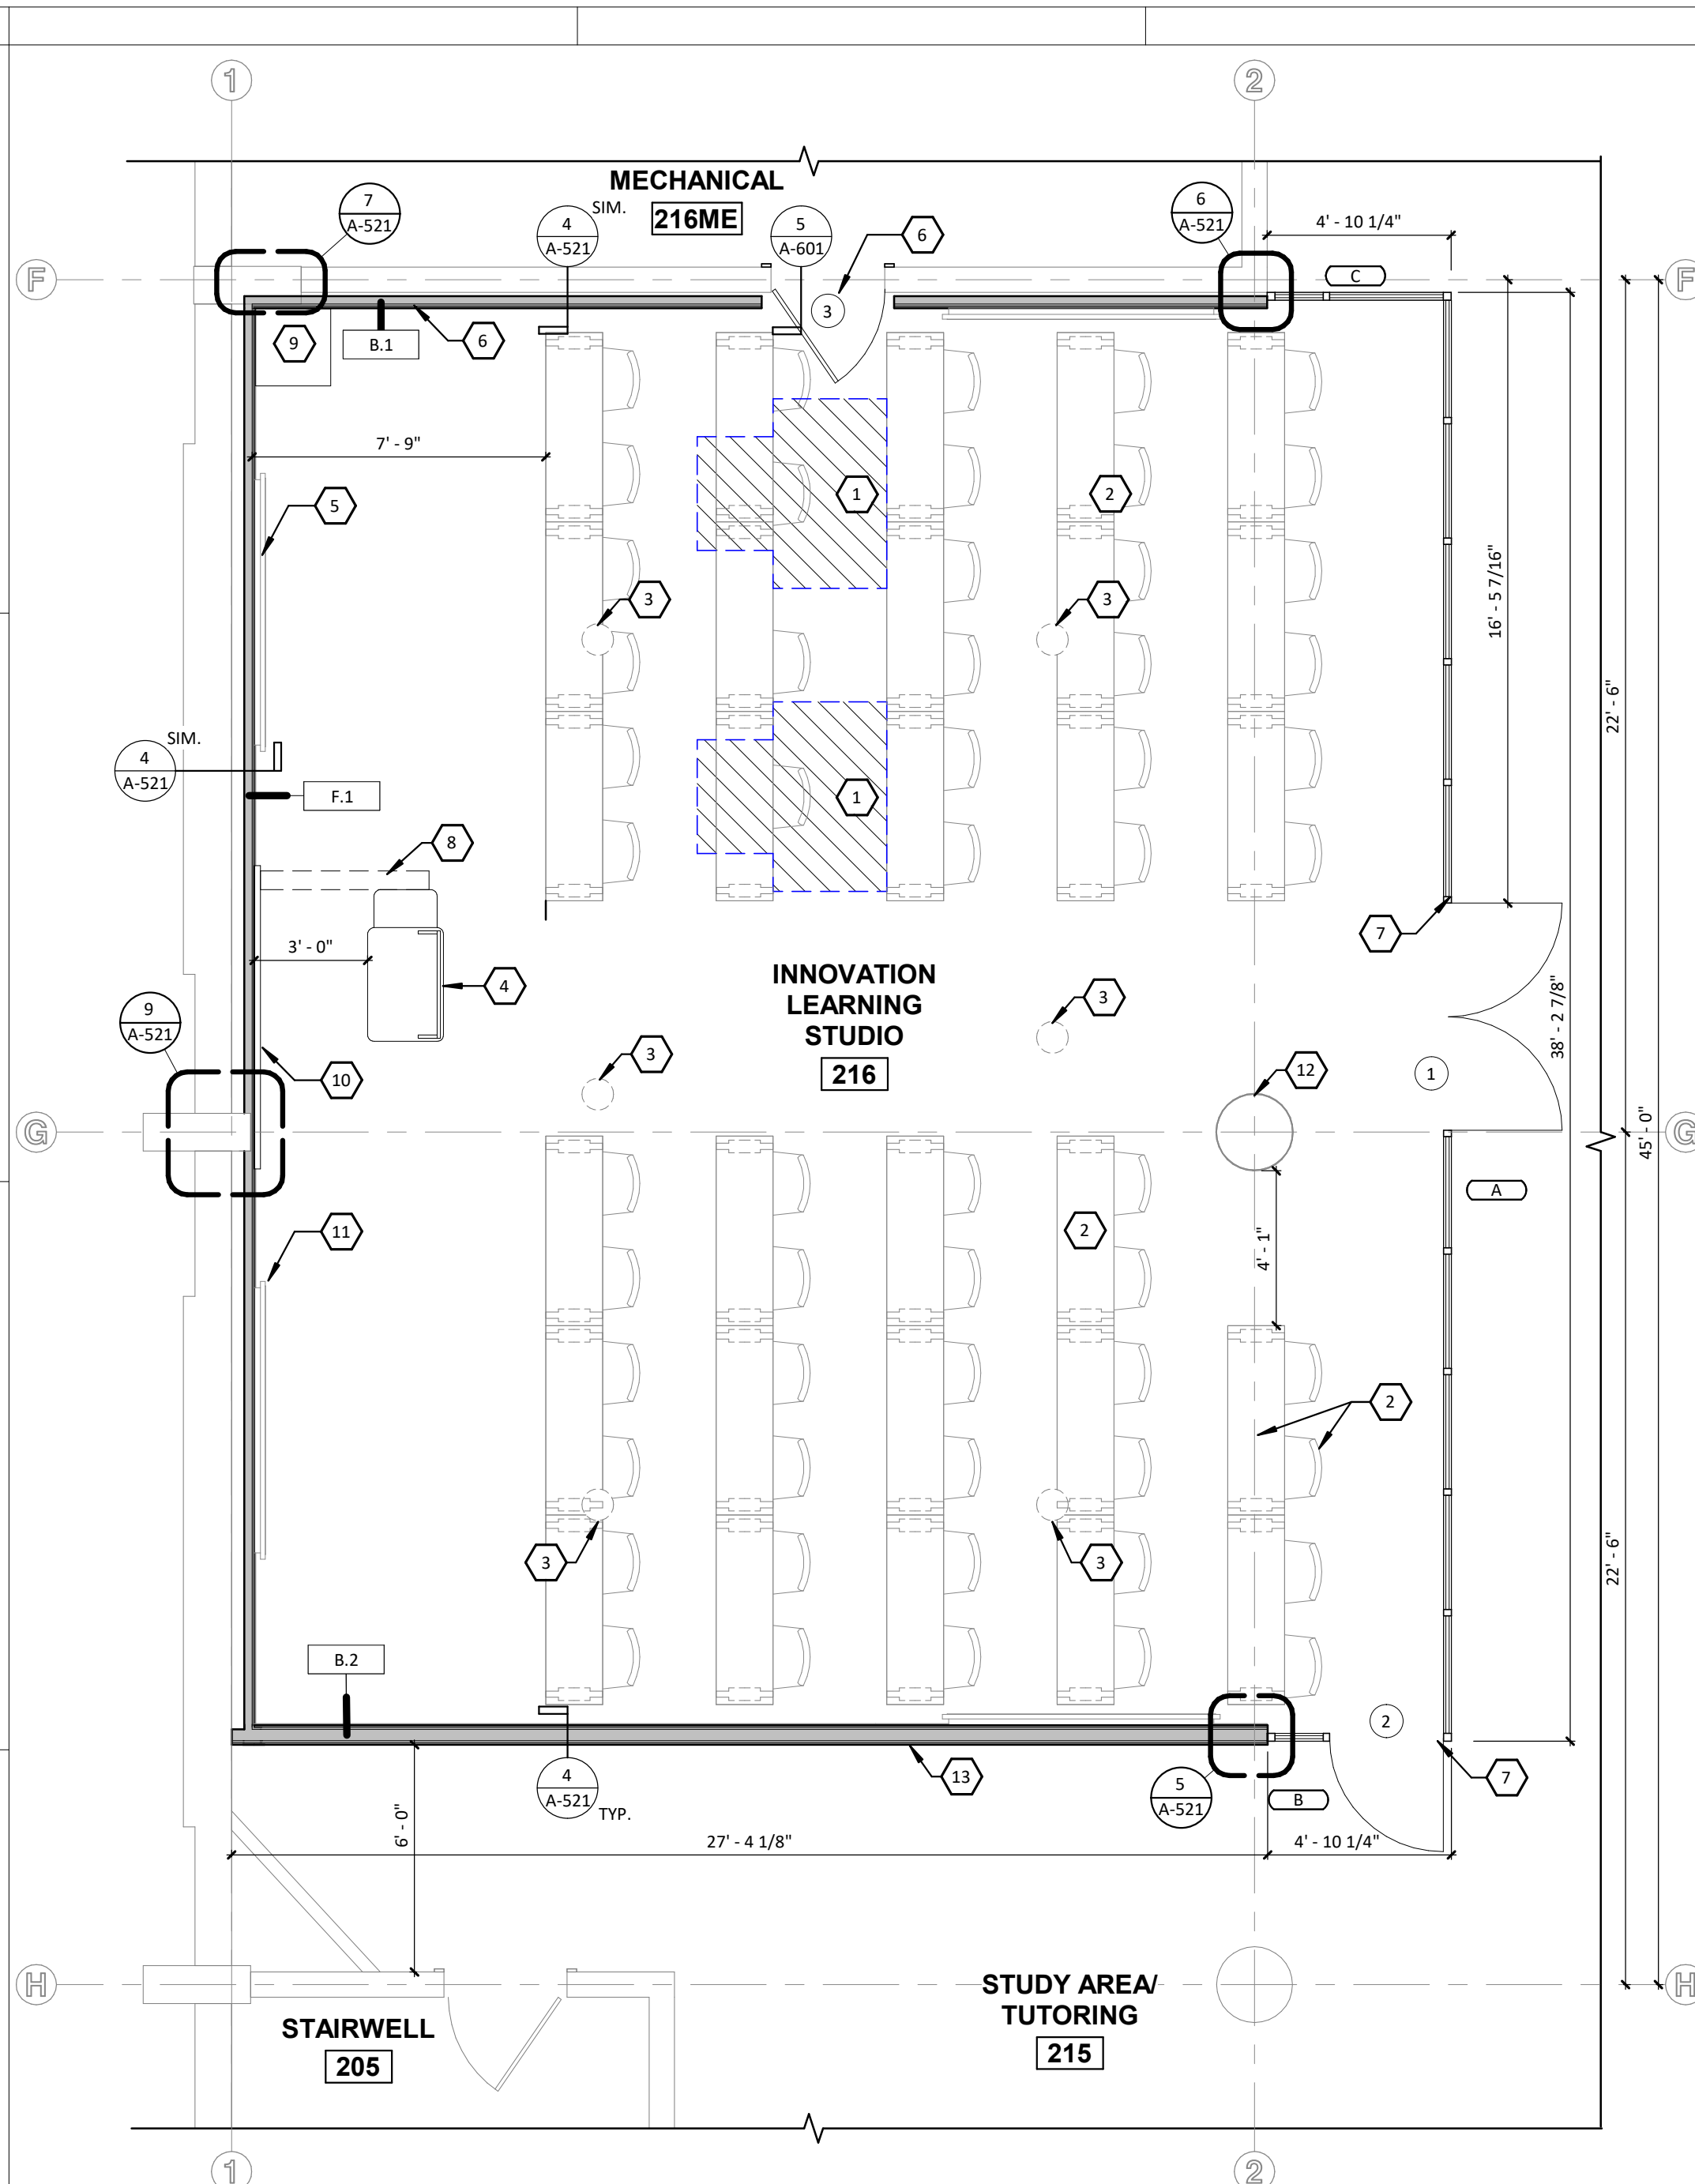 1
2
MECHANICAL
216ME
7
A-521
4
A-521
SIM.
5
A-601
6
6
A-521
4' - 10 1/4"
F
C
F
3
9
B.1
6
7' - 9"
5
1
2
3
3
16' - 5 7/16"
22' - 6"
SIM.
4
A-521
F.1
1
8
7
3' - 0"
4
INNOVATION
LEARNING
STUDIO
216
3
38' - 2 7/8"
9
A-521
10
3
12
1
G
45' - 0"
G
A
11
2
4' - 1"
2
3
3
22' - 6"
B.2
2
13
7
4
A-521
TYP.
5
A-521
B
6' - 0"
27' - 4 1/8"
4' - 10 1/4"
H
H
STUDY AREA/
TUTORING
215
STAIRWELL
205
1
2